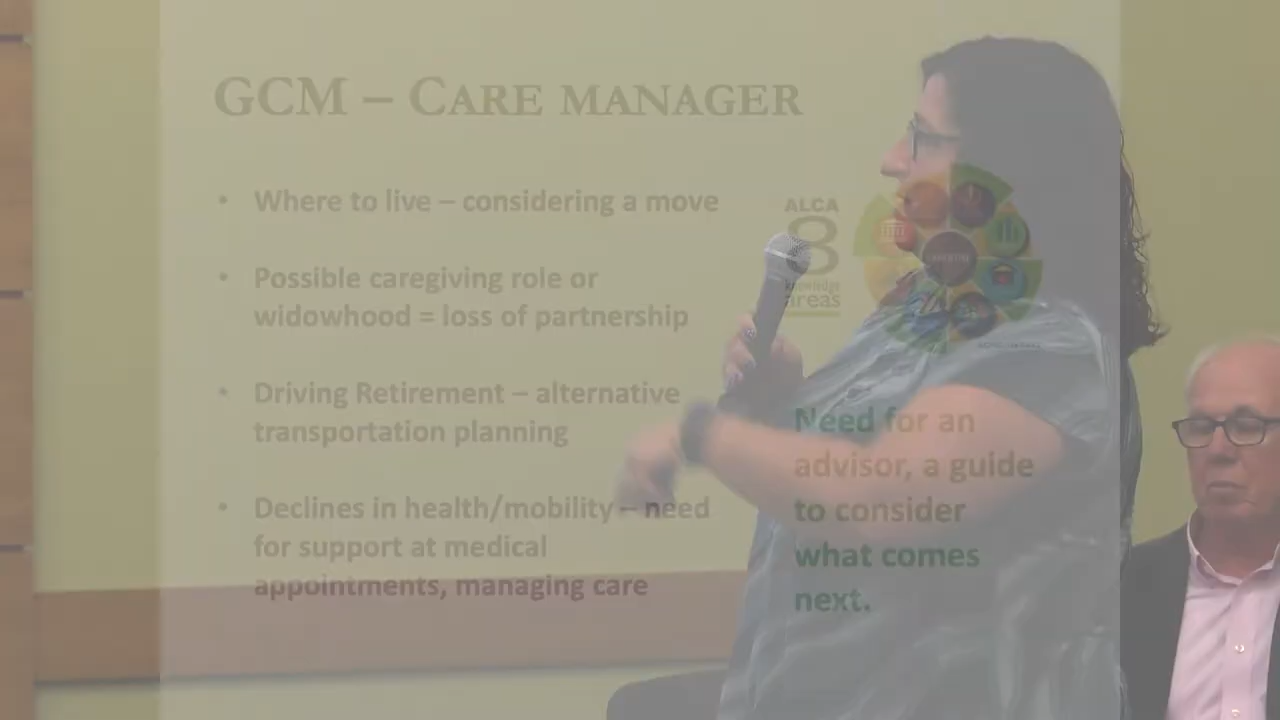 GCM – CARE MANAGER
• Where to live – considering a move
• Possible caregiving role or
widowhood = loss of partnership
• Driving Retirement – alternative
transportation planning
• Declines in health/mobility – need
for support at medical
appointments, managing care
ALCA
8
knowledge
areas
Need for an
advisor, a guide
to consider
what comes
next.